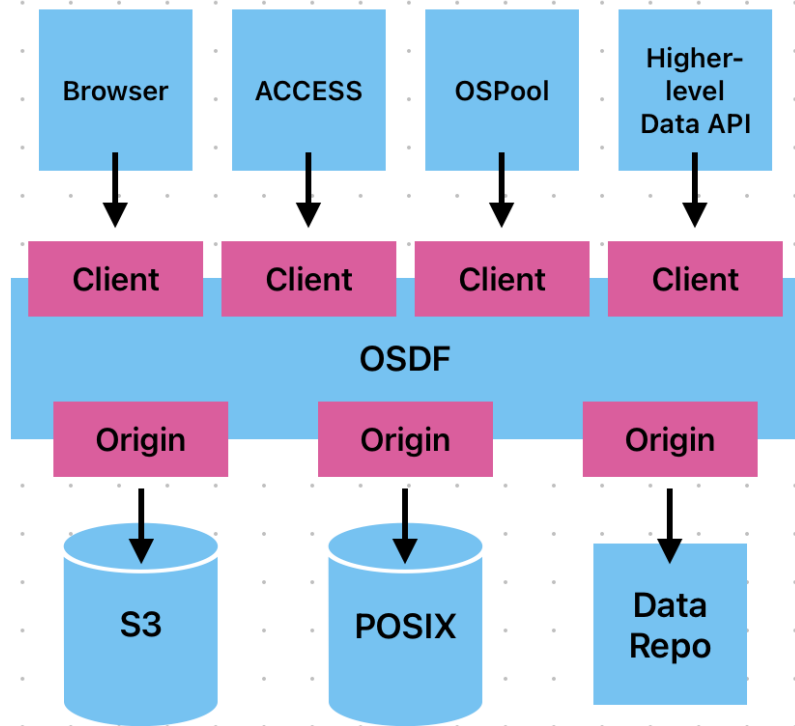 Browser
ACCESS
OSPool
Higher-
level
Data API
Client
Client
Client
Client
OSDF
Origin
Origin
Origin
S3
POSIX
Data
Repo